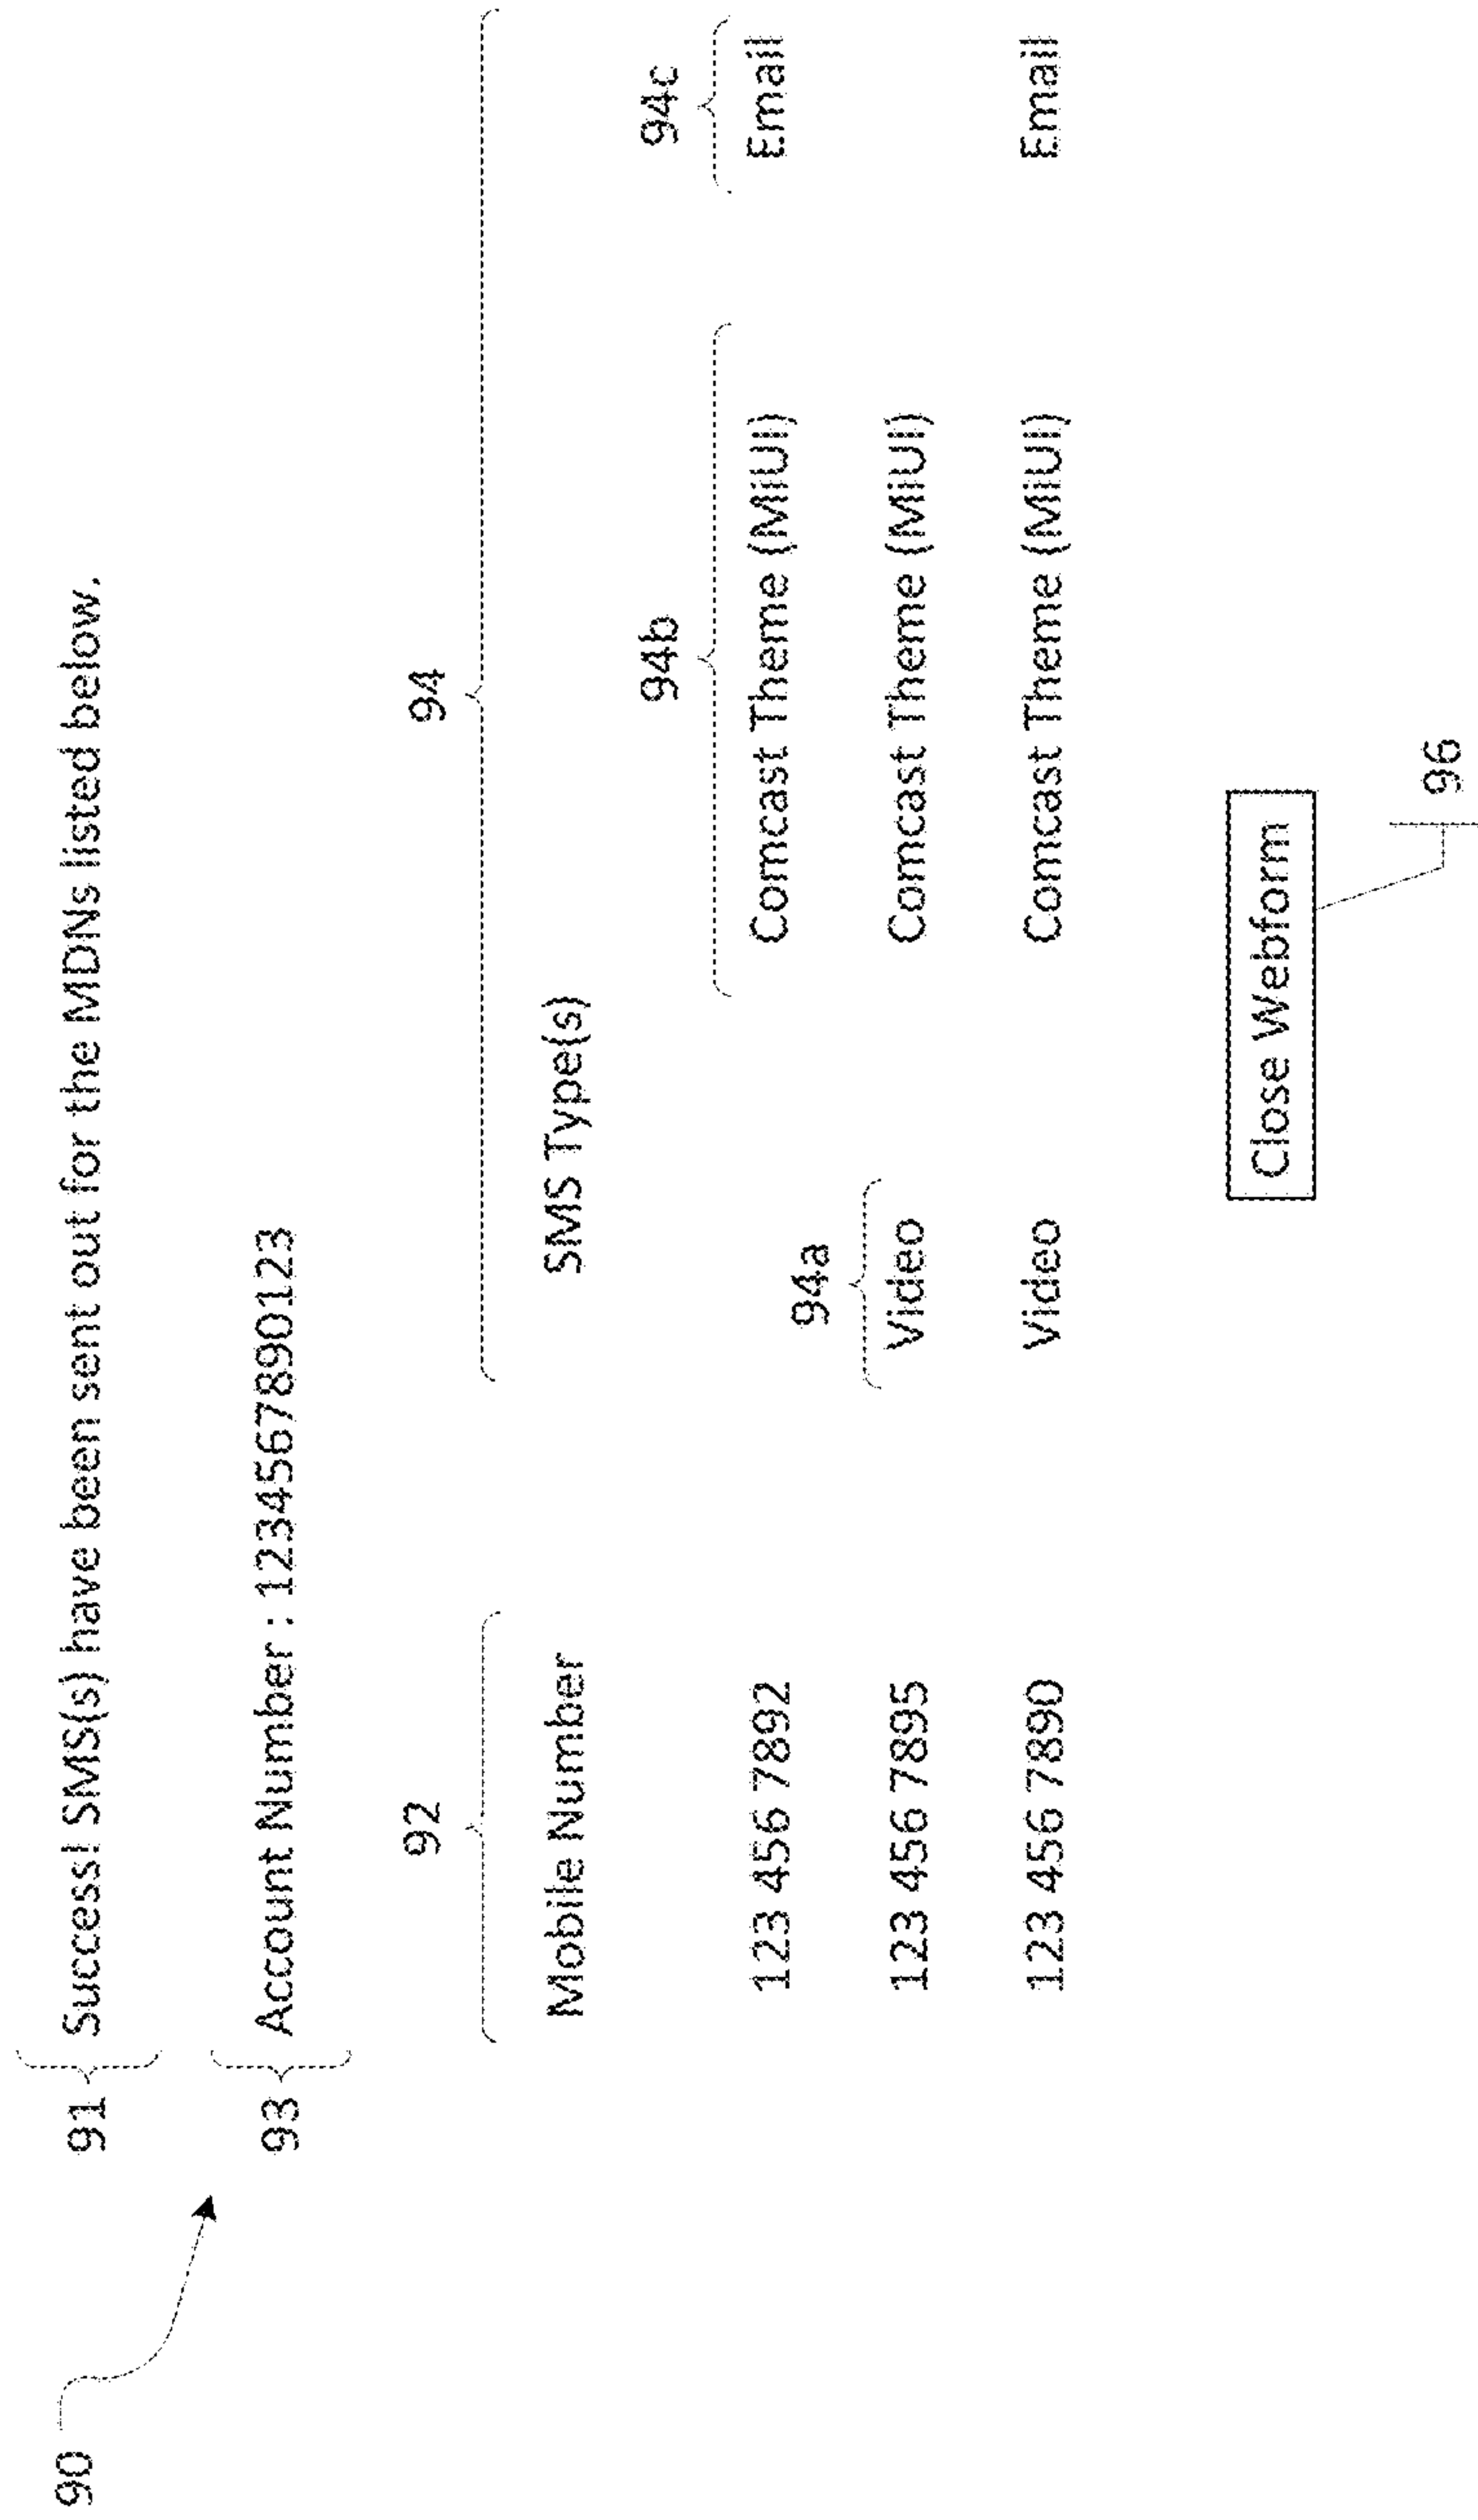 90
91 Success! SMS(s) have been sent out for the MDNs listed below.
93 Account Number : 1234567890123
92 94
Mobile Number SMS Type(s)
94b 94c
123 456 7892 Comcast Theme (MiUI) Email
94a
123 456 7895 Video Comcast Theme (MiUI)
123 456 7890 Video Comcast Theme (MiUI) Email
Close Webform
96